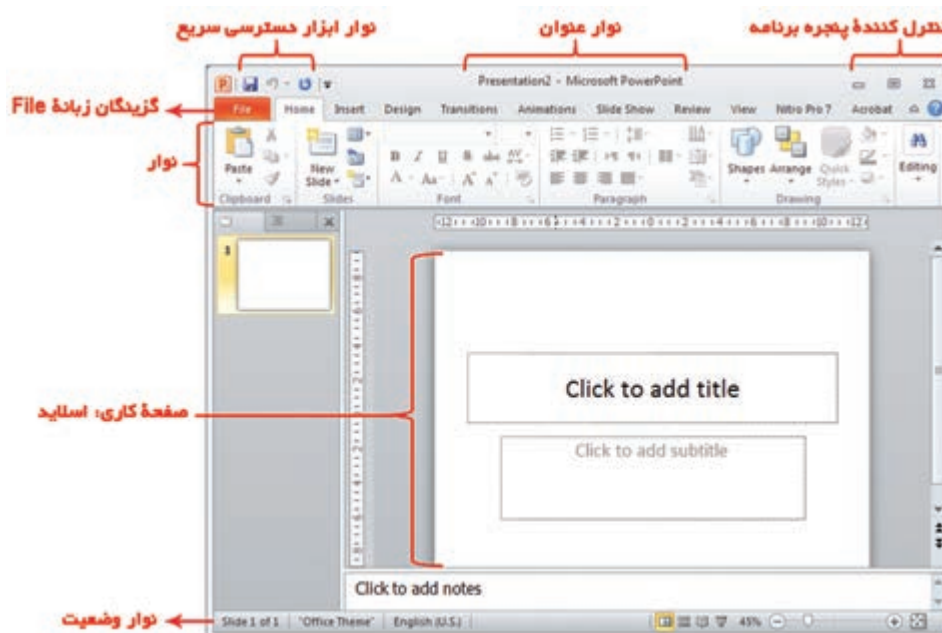 نوار ابزار دسترسی سریع
نوار عنوان
کنترل کنندهٔ پنجره برنامه
Presentation2 - Microsoft PowerPoint
گزینگان زبانهٔ File
File Home Insert Design Transitions Animations Slide Show Review View Nitro Pro 7 Acrobat
نوار
Paste
New Slide
Shapes Arrange Quick Styles
Editing
Clipboard Slides Font Paragraph Drawing
1
Click to add title
Click to add subtitle
صفحهٔ کاری: اسلاید
Click to add notes
نوار وضعیت
Slide 1 of 1 "Office Theme" English (U.S.) 45%